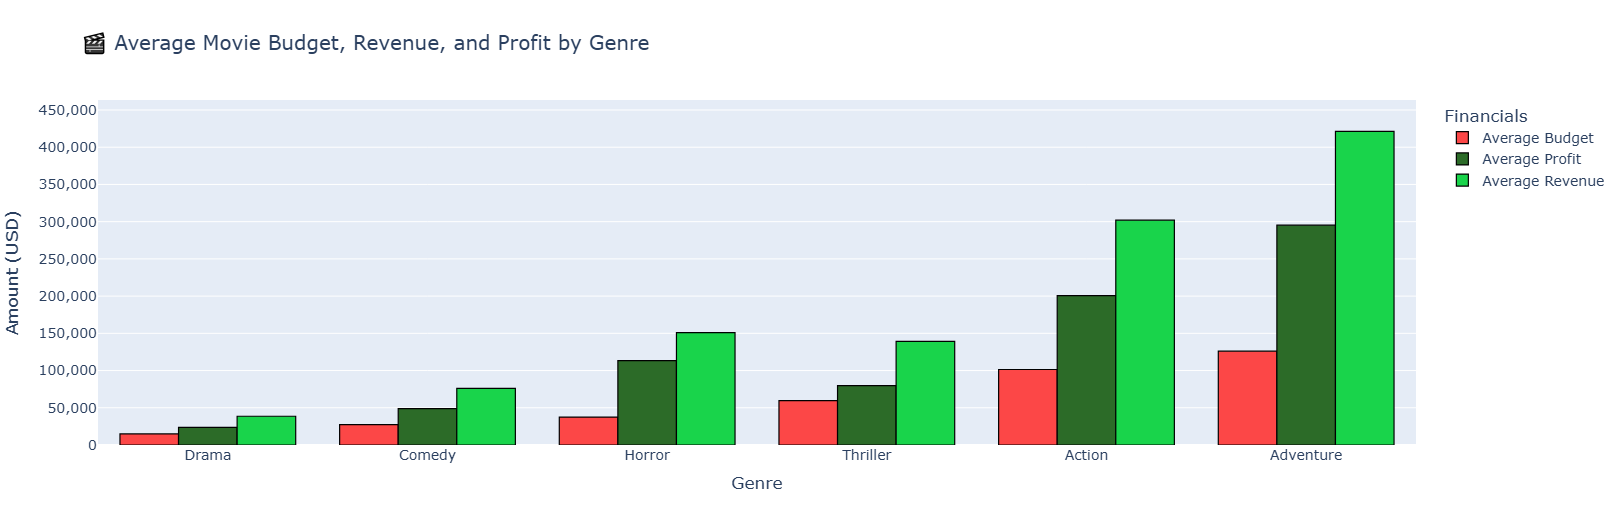 🎬 Average Movie Budget, Revenue, and Profit by Genre
Amount (USD)
450,000
400,000
350,000
300,000
250,000
200,000
150,000
100,000
50,000
0
Drama
Comedy
Horror
Thriller
Action
Adventure
Genre
Financials
Average Budget
Average Profit
Average Revenue